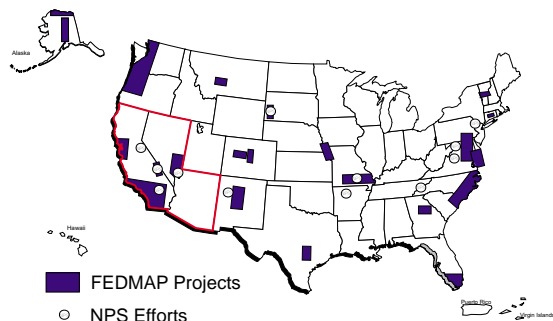 Alaska
Hawaii
FEDMAP Projects
NPS Efforts
Puerto Rico
Virgin Islands